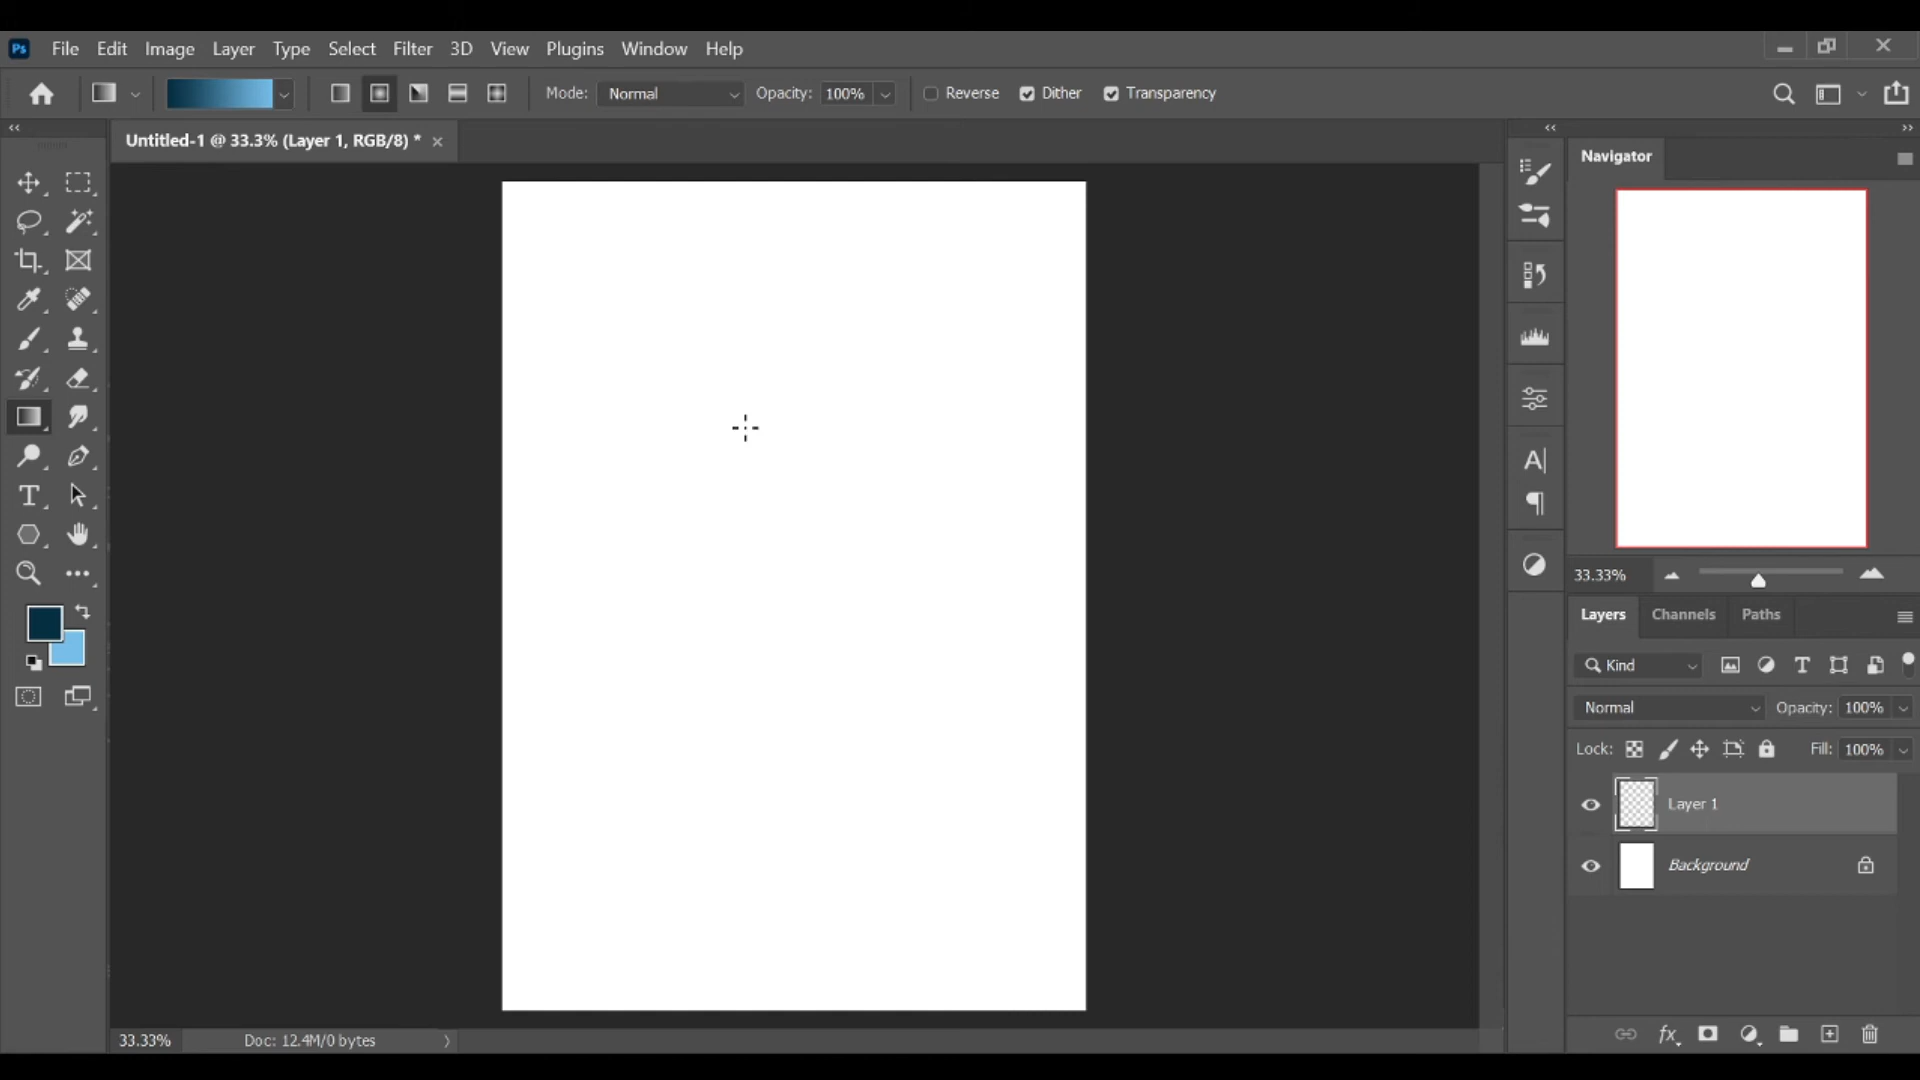 Ps File Edit Image Layer Type Select Filter 3D View Plugins Window Help
Mode: Normal Opacity: 100% Reverse Dither Transparency
Untitled-1 @ 33.3% (Layer 1, RGB/8) *
Navigator
33.33%
Layers Channels Paths
Kind
Normal Opacity: 100%
Lock: Fill: 100%
Layer 1
Background
33.33% Doc: 12.4M/0 bytes